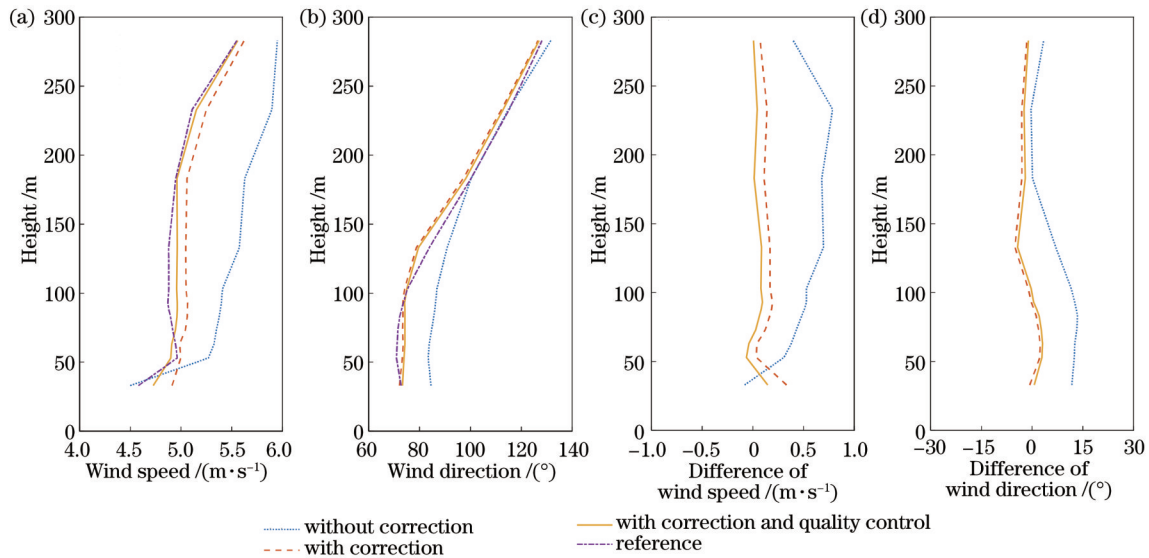 (a)
300
250
200
150
100
50
0
Height /m
4.0 4.5 5.0 5.5 6.0
Wind speed /(m·s⁻¹)
(b)
300
250
200
150
100
50
0
Height /m
60 80 100 120 140
Wind direction /(°)
(c)
300
250
200
150
100
50
0
Height /m
−1.0 −0.5 0 0.5 1.0
Difference of
wind speed /(m·s⁻¹)
(d)
300
250
200
150
100
50
0
Height /m
−30 −15 0 15 30
Difference of
wind direction /(°)
without correction
with correction
with correction and quality control
reference